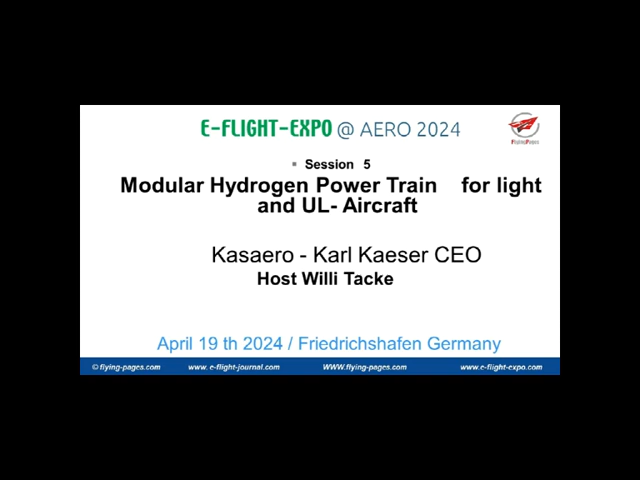 E-FLIGHT-EXPO @ AERO 2024
FlyingPages
▪ Session 5
Modular Hydrogen Power Train for light
and UL- Aircraft
Kasaero - Karl Kaeser CEO
Host Willi Tacke
April 19 th 2024 / Friedrichshafen Germany
© flying-pages.com www. e-flight-journal.com WWW.flying-pages.com www.e-flight-expo.com